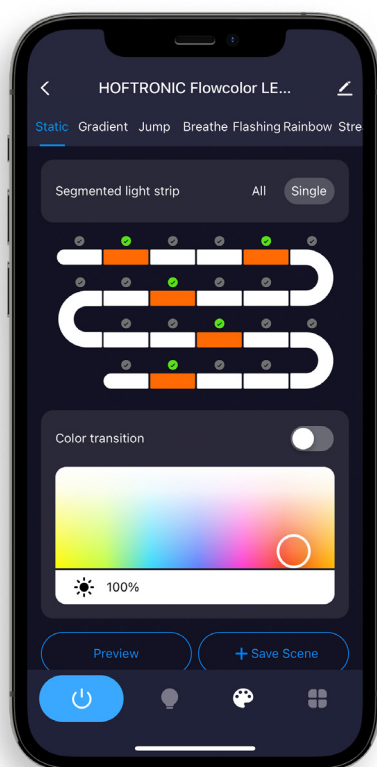 HOFTRONIC Flowcolor LE...
Static Gradient Jump Breathe Flashing Rainbow Stre
Segmented light strip All Single
Color transition
100%
Preview + Save Scene